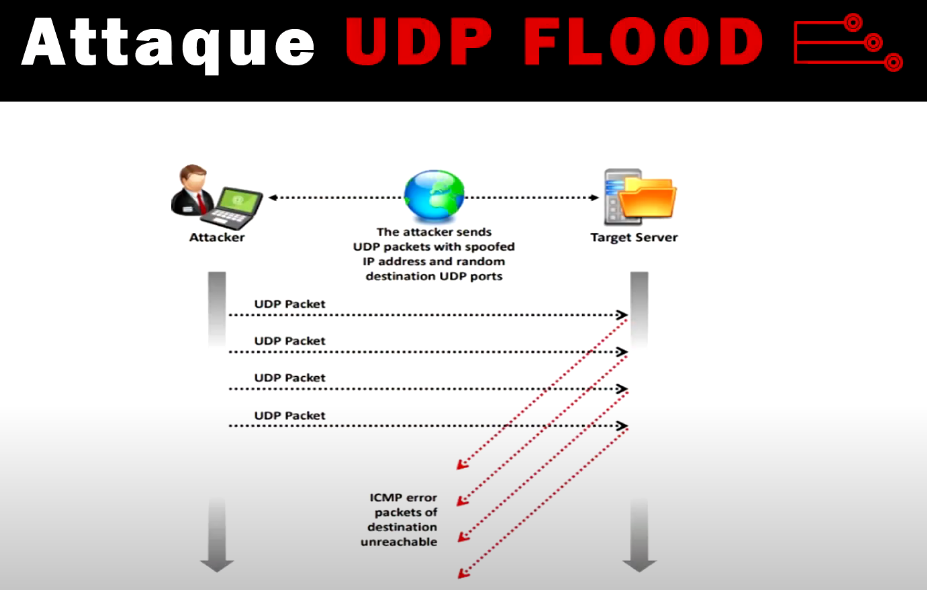 Attaque UDP FLOOD
Attacker
The attacker sends
UDP packets with spoofed
IP address and random
destination UDP ports
Target Server
UDP Packet
UDP Packet
UDP Packet
UDP Packet
ICMP error
packets of
destination
unreachable